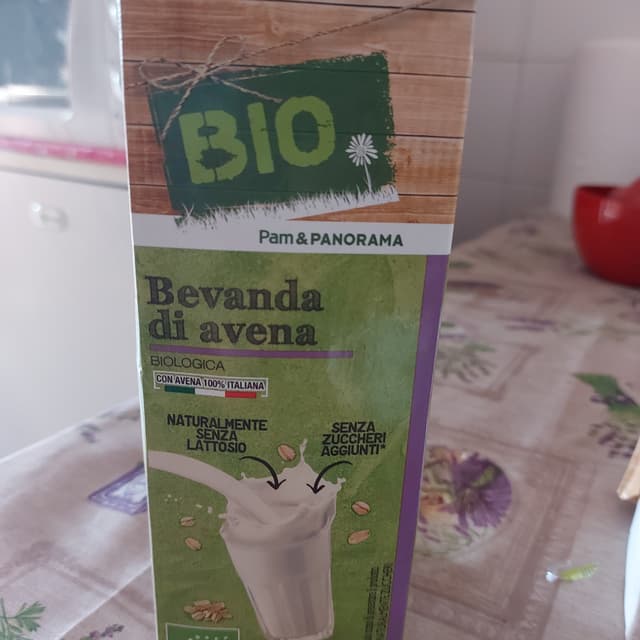 BIO
Pam & PANORAMA
Bevanda
di avena
BIOLOGICA
CON AVENA 100% ITALIANA
NATURALMENTE
SENZA
LATTOSIO
SENZA
ZUCCHERI
AGGIUNTI*